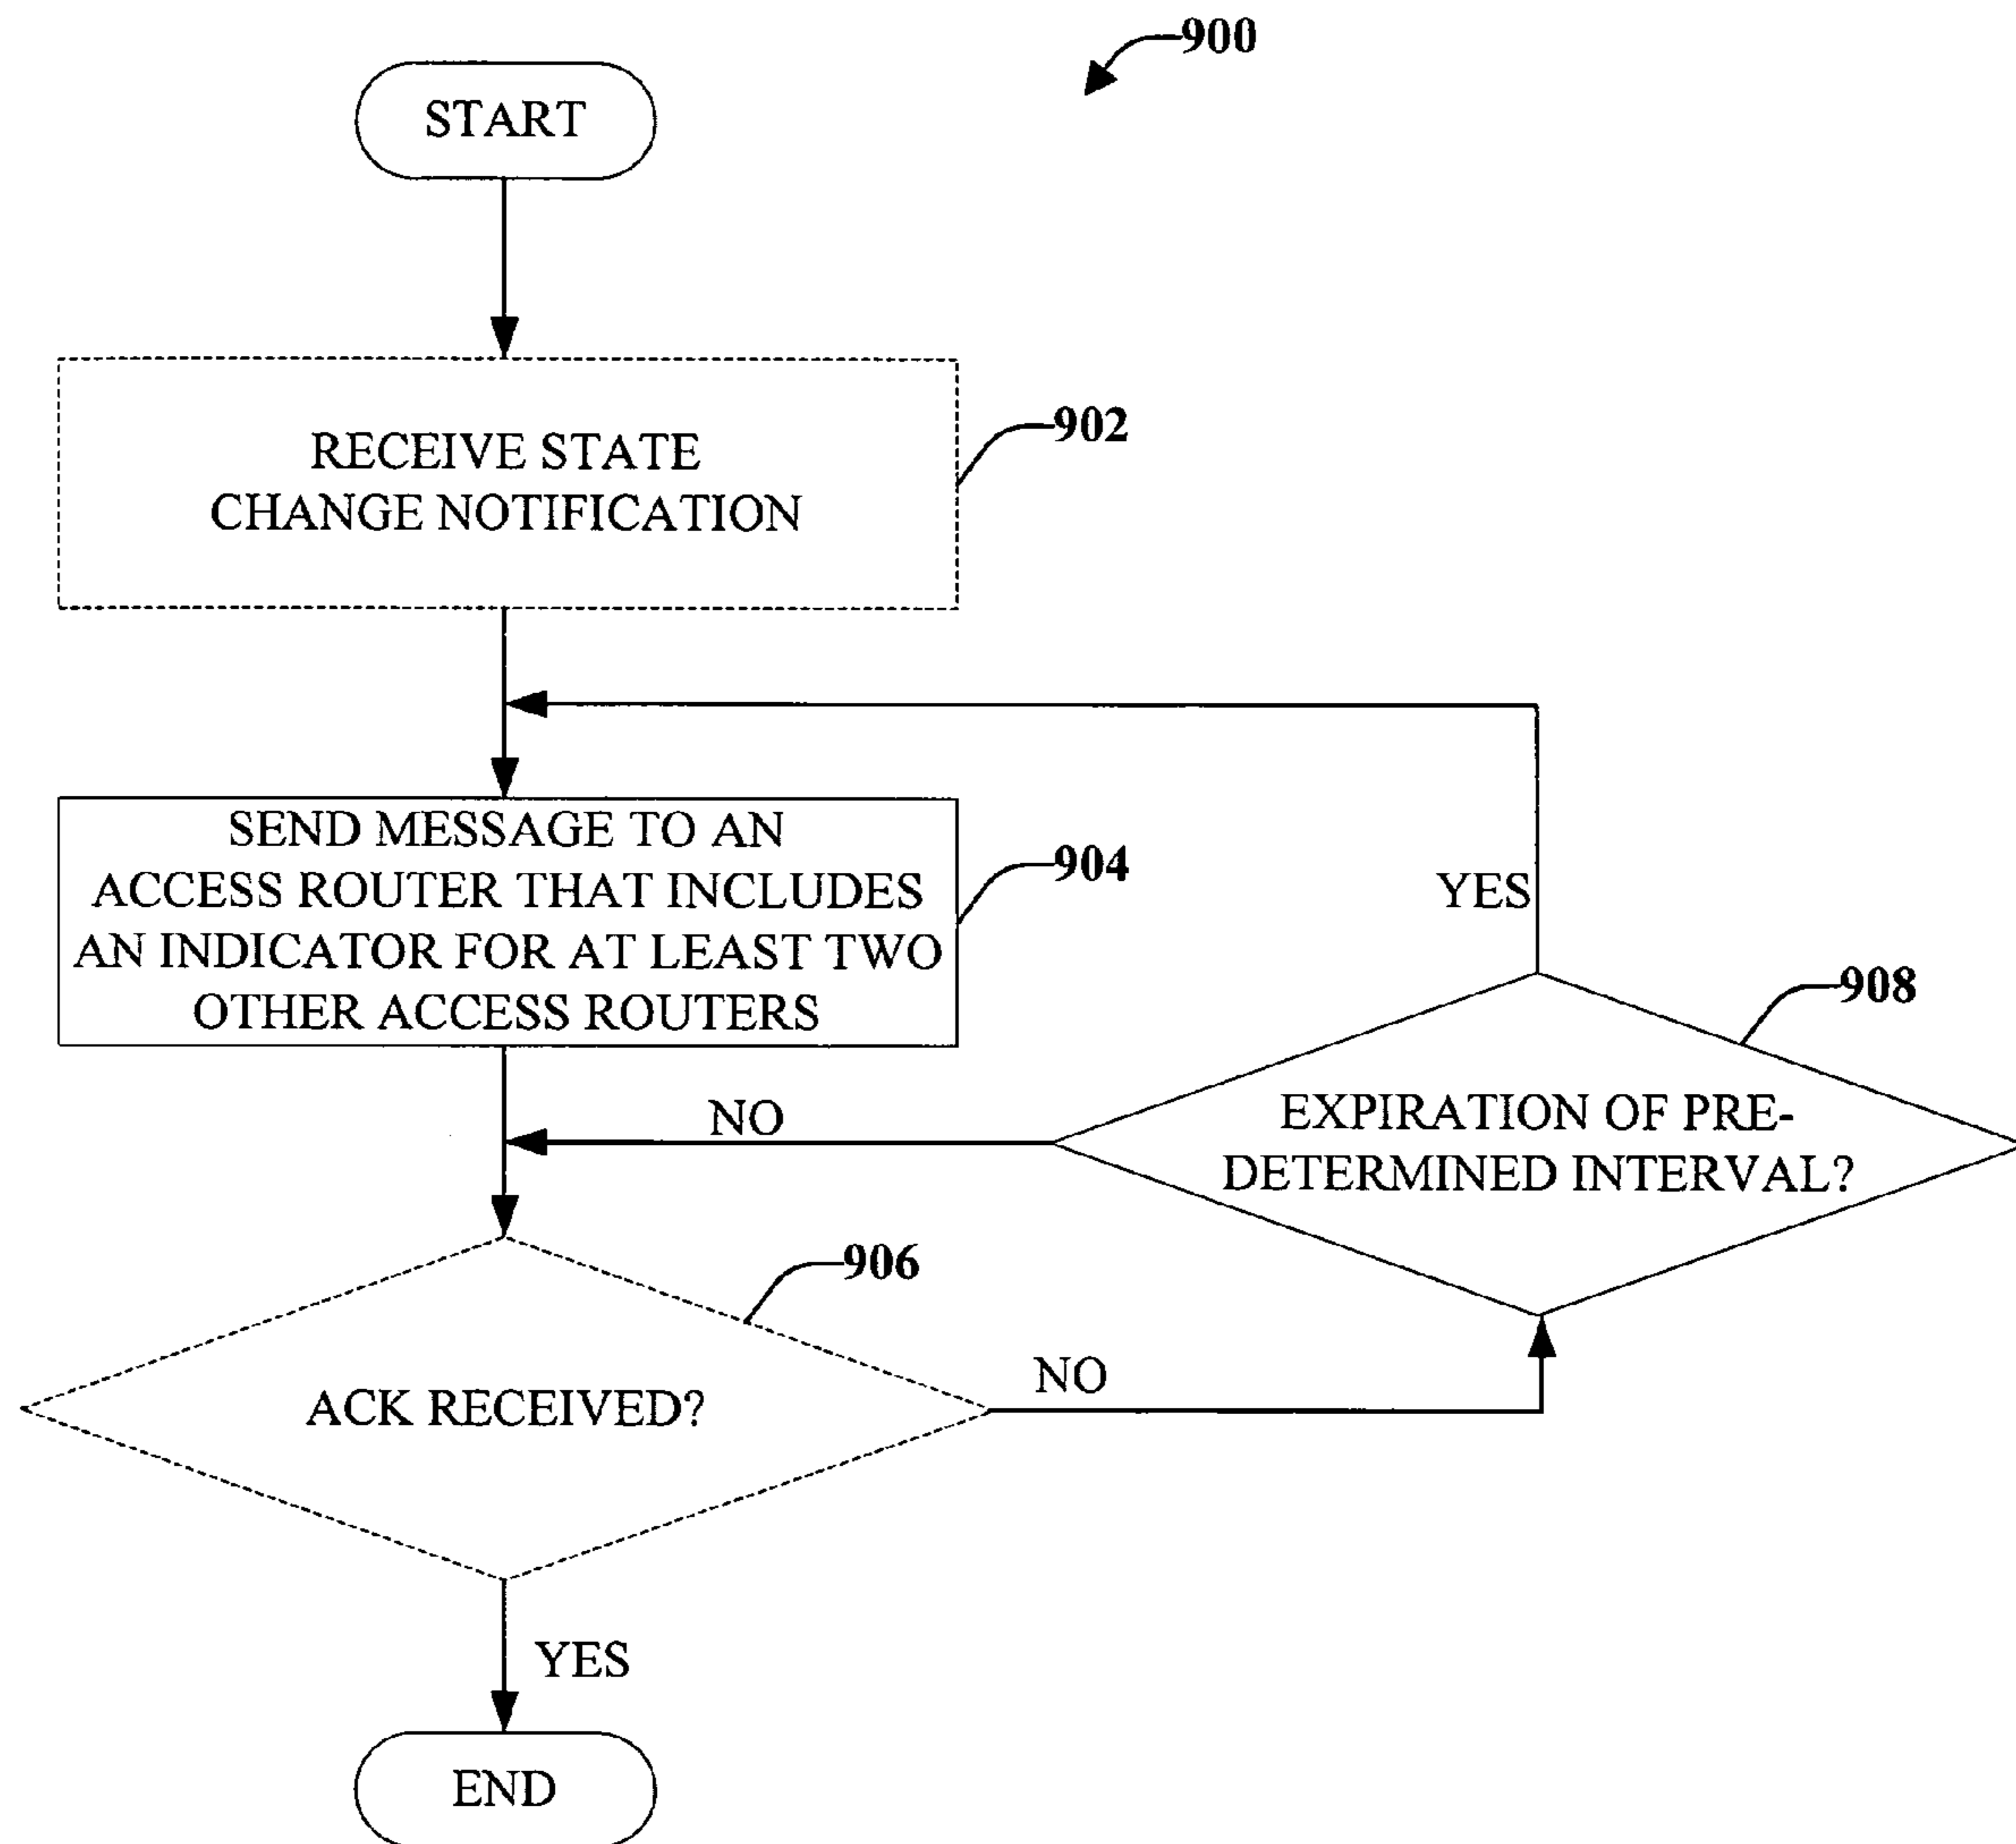 900
START
RECEIVE STATE
CHANGE NOTIFICATION
902
SEND MESSAGE TO AN
ACCESS ROUTER THAT INCLUDES
AN INDICATOR FOR AT LEAST TWO
OTHER ACCESS ROUTERS
904
YES
908
EXPIRATION OF PRE-
DETERMINED INTERVAL?
NO
906
ACK RECEIVED?
NO
YES
END